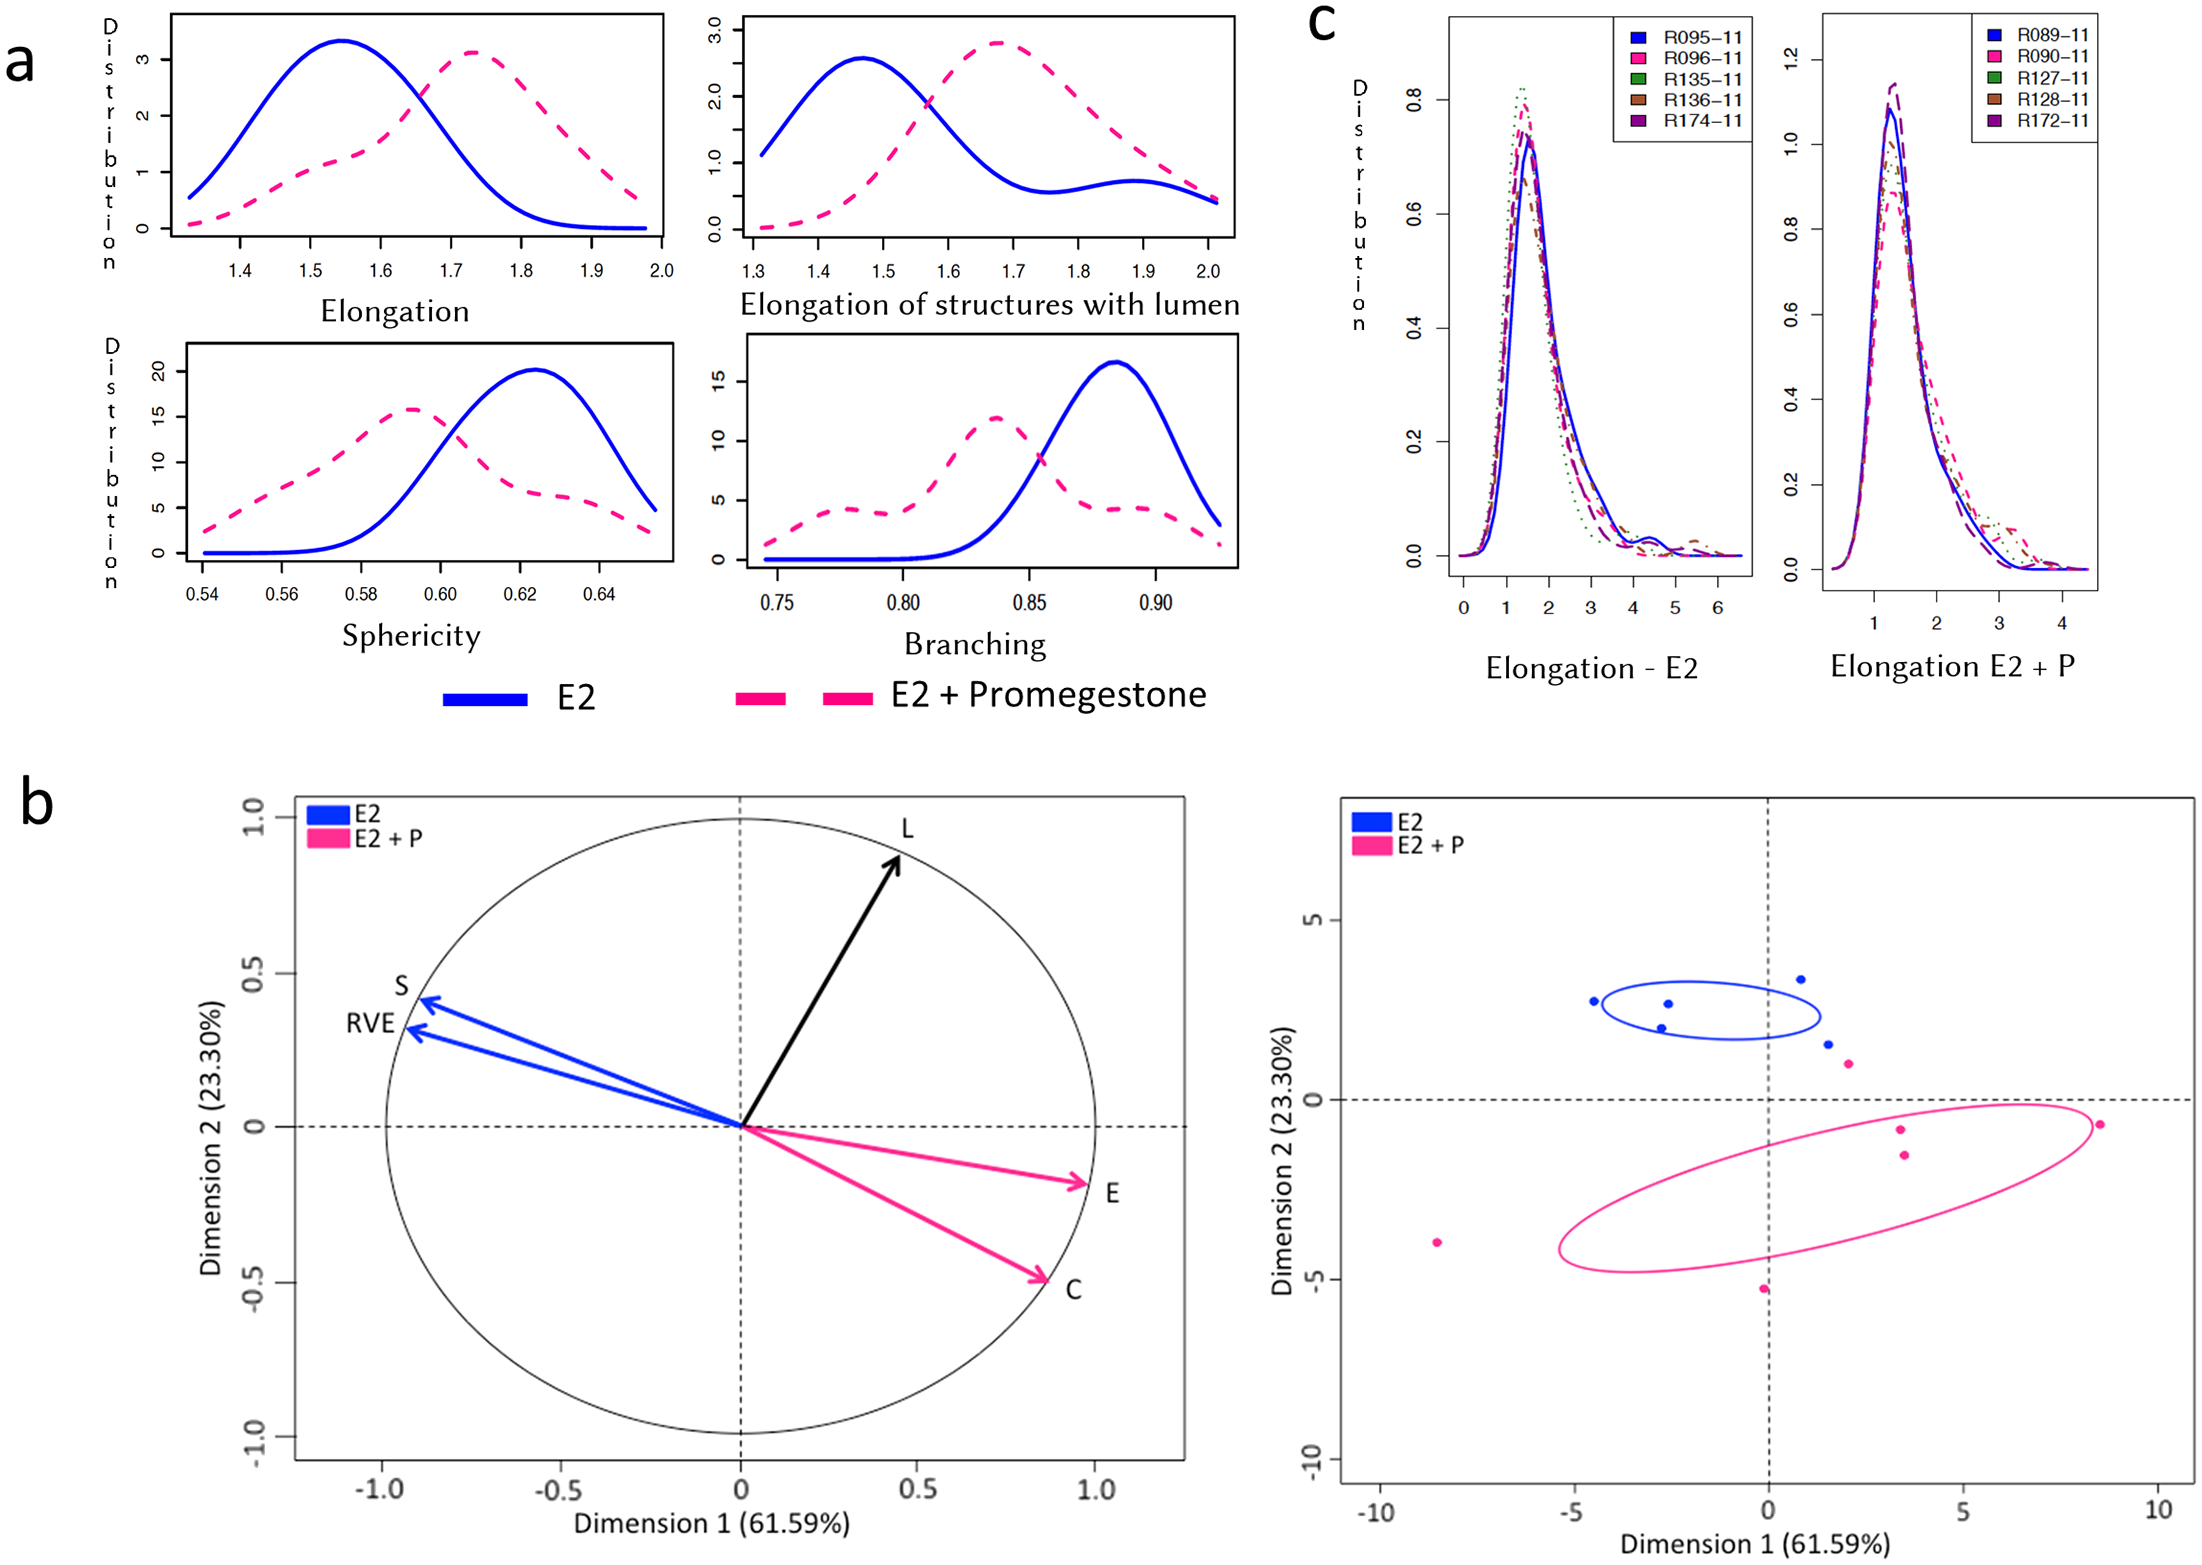 a
Distribution
3
2
1
0
1.4 1.5 1.6 1.7 1.8 1.9 2.0
Elongation
3.0
2.0
1.0
0.0
1.3 1.4 1.5 1.6 1.7 1.8 1.9 2.0
Elongation of structures with lumen
Distribution
20
15
10
5
0
0.54 0.56 0.58 0.60 0.62 0.64
Sphericity
15
10
5
0
0.75 0.80 0.85 0.90
Branching
E2 E2 + Promegestone
c
Distribution
0.8
0.6
0.4
0.2
0.0
R095-11
R096-11
R135-11
R136-11
R174-11
0 1 2 3 4 5 6
Elongation - E2
1.2
1.0
0.8
0.6
0.4
0.2
0.0
R089-11
R090-11
R127-11
R128-11
R172-11
1 2 3 4
Elongation E2 + P
b
E2
E2 + P
Dimension 2 (23.30%)
1.0
0.5
0
-0.5
-1.0
L
S
RVE
E
C
-1.0 -0.5 0 0.5 1.0
Dimension 1 (61.59%)
E2
E2 + P
Dimension 2 (23.30%)
5
0
-5
-10
-10 -5 0 5 10
Dimension 1 (61.59%)